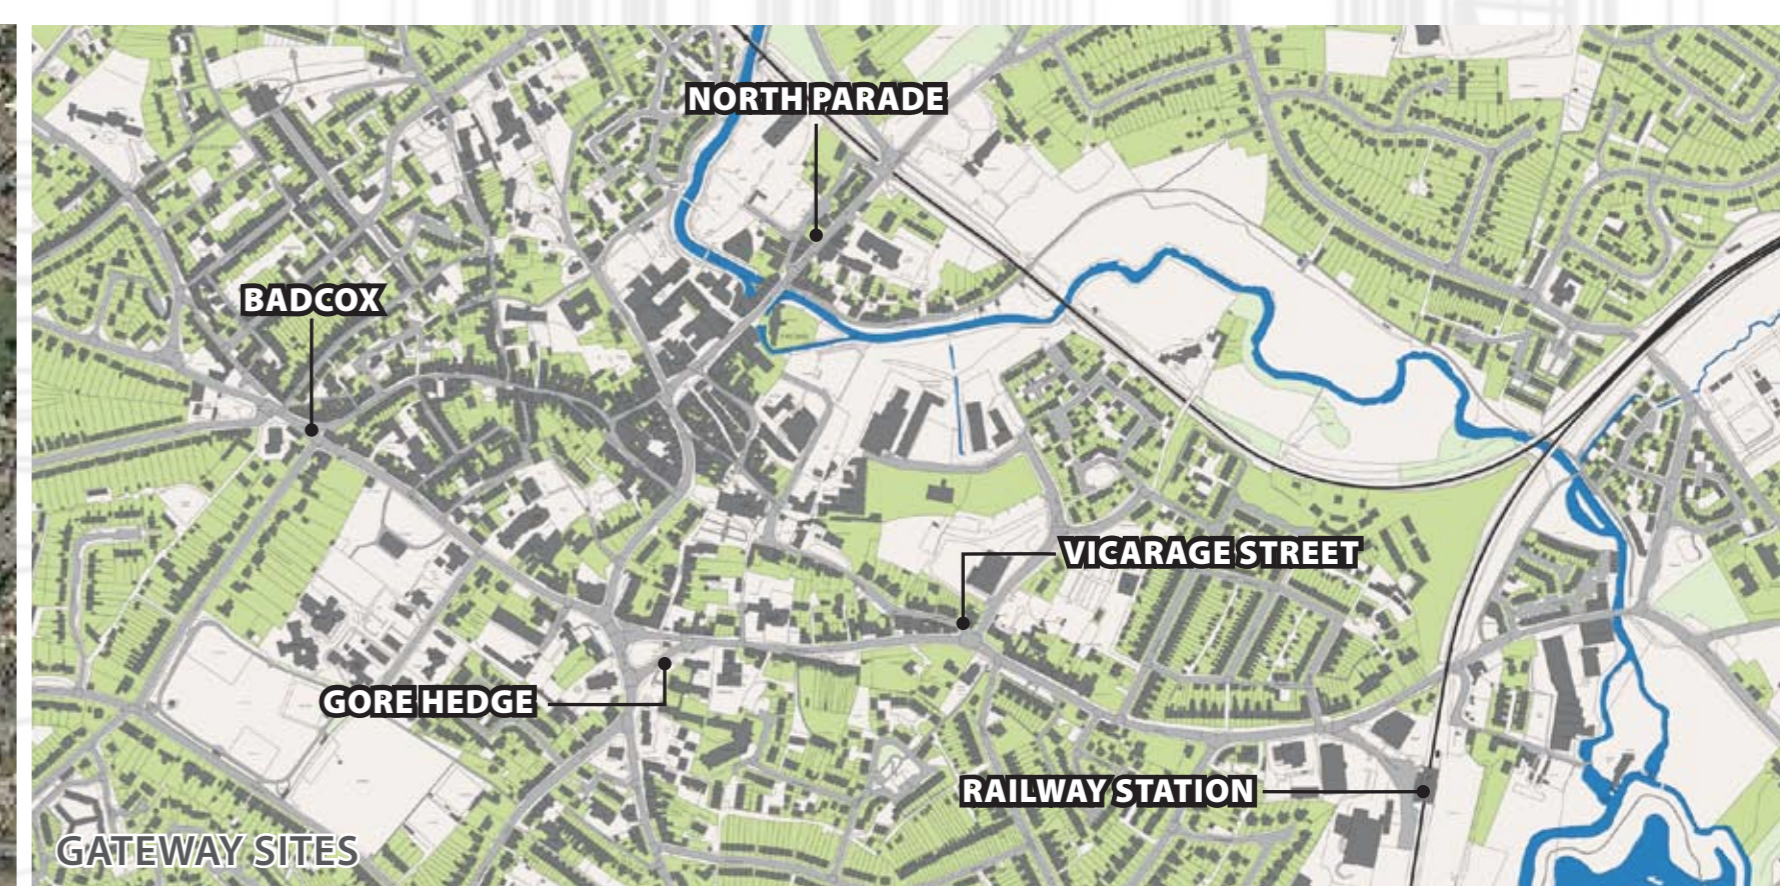 NORTH PARADE
BADCOX
VICARAGE STREET
GORE HEDGE
RAILWAY STATION
GATEWAY SITES